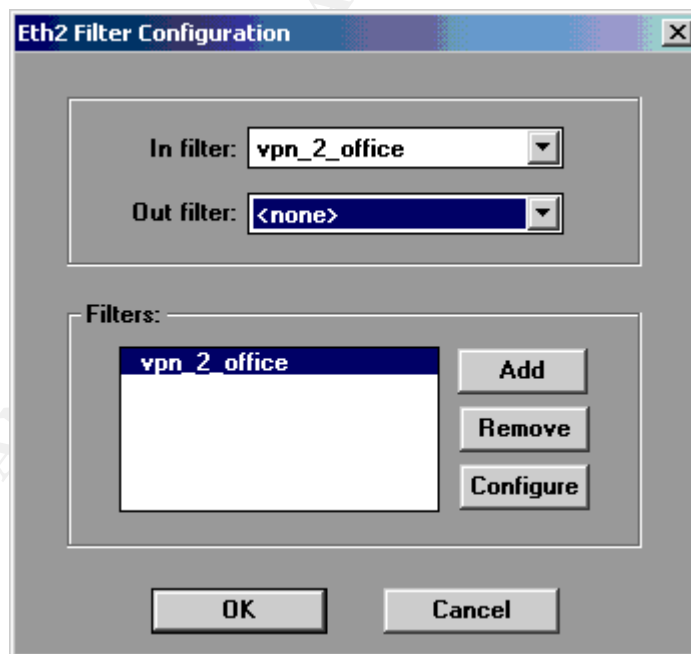 Eth2 Filter Configuration
In filter: vpn_2_office
Out filter: <none>
Filters:
vpn_2_office
Add
Remove
Configure
OK Cancel